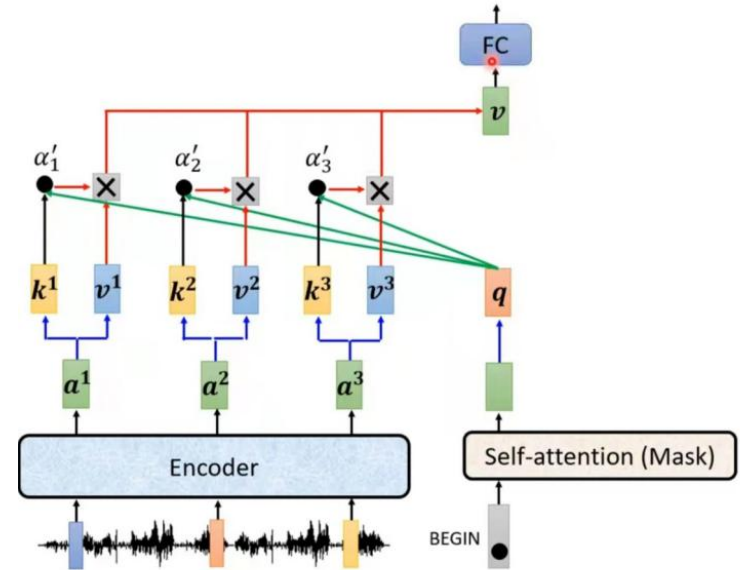 FC
v
α′₁ α′₂ α′₃
k¹ v¹ k² v² k³ v³ q
a¹ a² a³
Encoder
Self-attention (Mask)
BEGIN